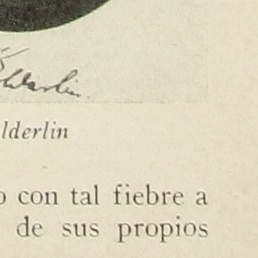 lderlin
o con tal fiebre a
de sus propios